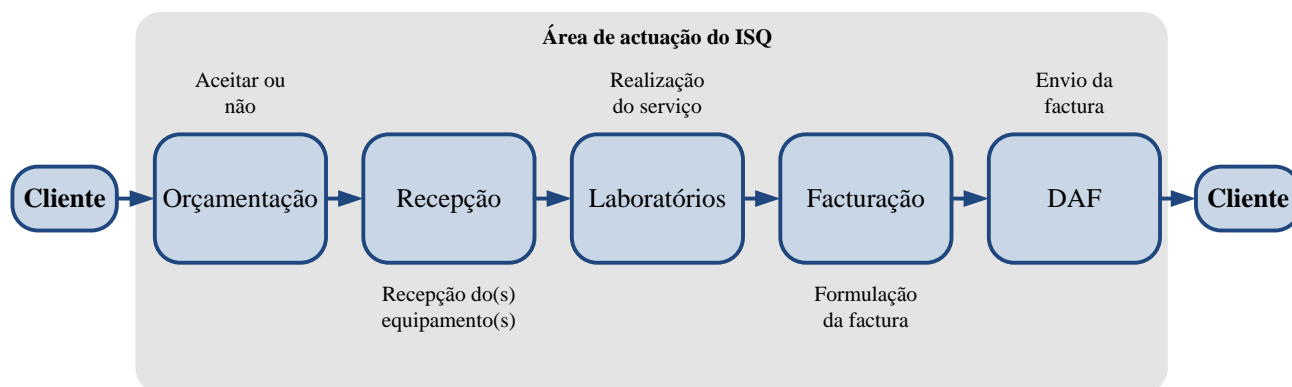 Área de actuação do ISQ
Aceitar ou
não
Realização
do serviço
Envio da
factura
Cliente
Orçamentação
Recepção
Laboratórios
Facturação
DAF
Cliente
Recepção do(s)
equipamento(s)
Formulação
da factura